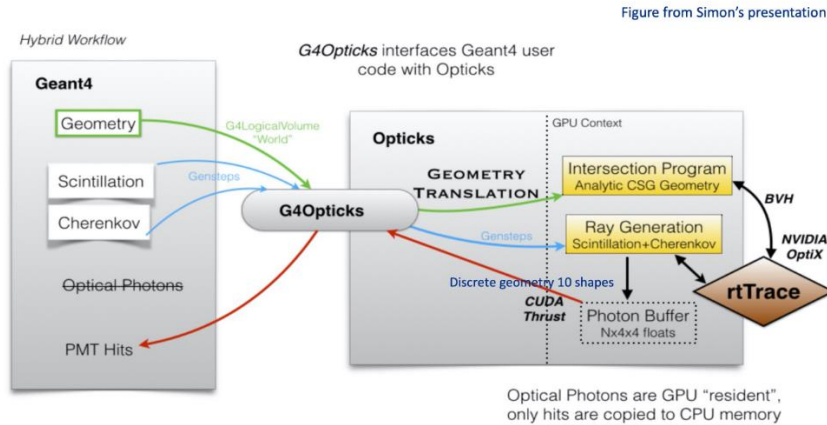 Figure from Simon's presentation
Hybrid Workflow
G4Opticks interfaces Geant4 user
code with Opticks
Geant4
Geometry
G4LogicalVolume
"World"
Scintillation
Gensteps
Cherenkov
Optical Photons
PMT Hits
G4Opticks
Opticks
GPU Context
GEOMETRY
TRANSLATION
Intersection Program
Analytic CSG Geometry
Gensteps
Ray Generation
Scintillation+Cherenkov
BVH
NVIDIA
OptiX
rtTrace
Discrete geometry 10 shapes
CUDA
Thrust
Photon Buffer
Nx4x4 floats
Optical Photons are GPU "resident",
only hits are copied to CPU memory